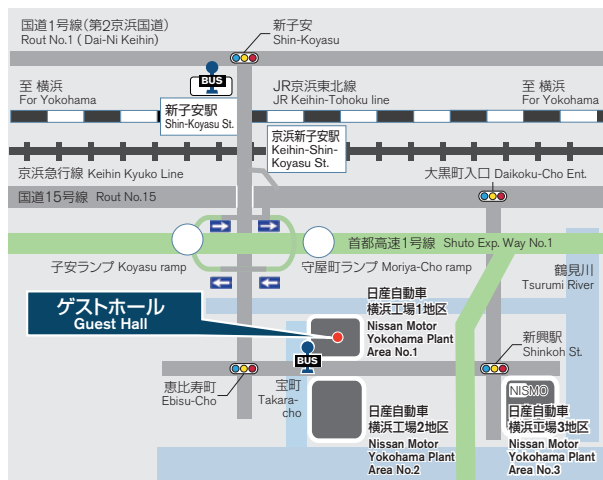 国道1号線(第2京浜国道)
Rout No.1 ( Dai-Ni Keihin)
新子安
Shin-Koyasu
BUS
至 横浜
For Yokohama
新子安駅
Shin-Koyasu St.
JR京浜東北線
JR Keihin-Tohoku line
至 横浜
For Yokohama
京浜新子安駅
Keihin-Shin-
Koyasu St.
京浜急行線 Keihin Kyuko Line
大黒町入口 Daikoku-Cho Ent.
国道15号線 Rout No.15
首都高速1号線 Shuto Exp. Way No.1
子安ランプ Koyasu ramp
守屋町ランプ Moriya-Cho ramp
鶴見川
Tsurumi River
ゲストホール
Guest Hall
日産自動車
横浜工場1地区
Nissan Motor
Yokohama Plant
Area No.1
BUS
新興駅
Shinkoh St.
恵比寿町
Ebisu-Cho
宝町
Takara-
cho
日産自動車
横浜工場2地区
Nissan Motor
Yokohama Plant
Area No.2
NISMO
日産自動車
横浜工場3地区
Nissan Motor
Yokohama Plant
Area No.3